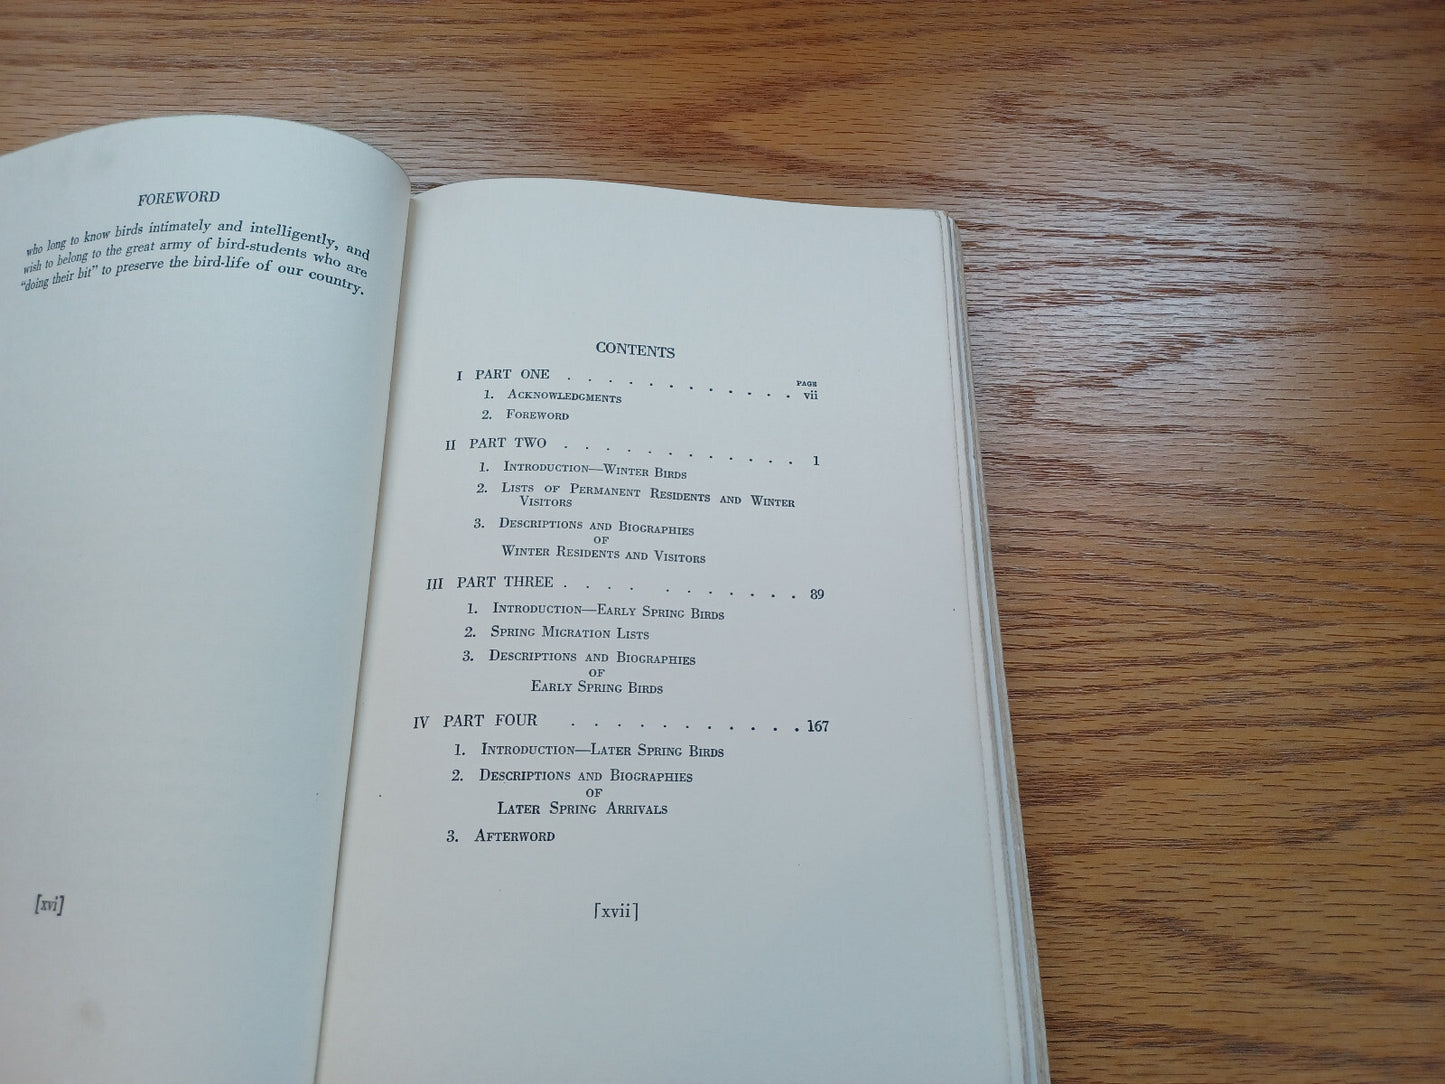 FOREWORD
who long to know birds intimately and intelligently, and
wish to belong to the great army of bird-students who are
"doing their bit" to preserve the bird-life of our country.
[xvi]
CONTENTS
PAGE
I PART ONE . . . . . . . . . . . vii
1. ACKNOWLEDGMENTS
2. FOREWORD
II PART TWO . . . . . . . . . . . 1
1. INTRODUCTION—WINTER BIRDS
2. LISTS OF PERMANENT RESIDENTS AND WINTER
VISITORS
3. DESCRIPTIONS AND BIOGRAPHIES
OF
WINTER RESIDENTS AND VISITORS
III PART THREE . . . . . . . . . . 89
1. INTRODUCTION—EARLY SPRING BIRDS
2. SPRING MIGRATION LISTS
3. DESCRIPTIONS AND BIOGRAPHIES
OF
EARLY SPRING BIRDS
IV PART FOUR . . . . . . . . . . . 167
1. INTRODUCTION—LATER SPRING BIRDS
2. DESCRIPTIONS AND BIOGRAPHIES
OF
LATER SPRING ARRIVALS
3. AFTERWORD
[xvii]